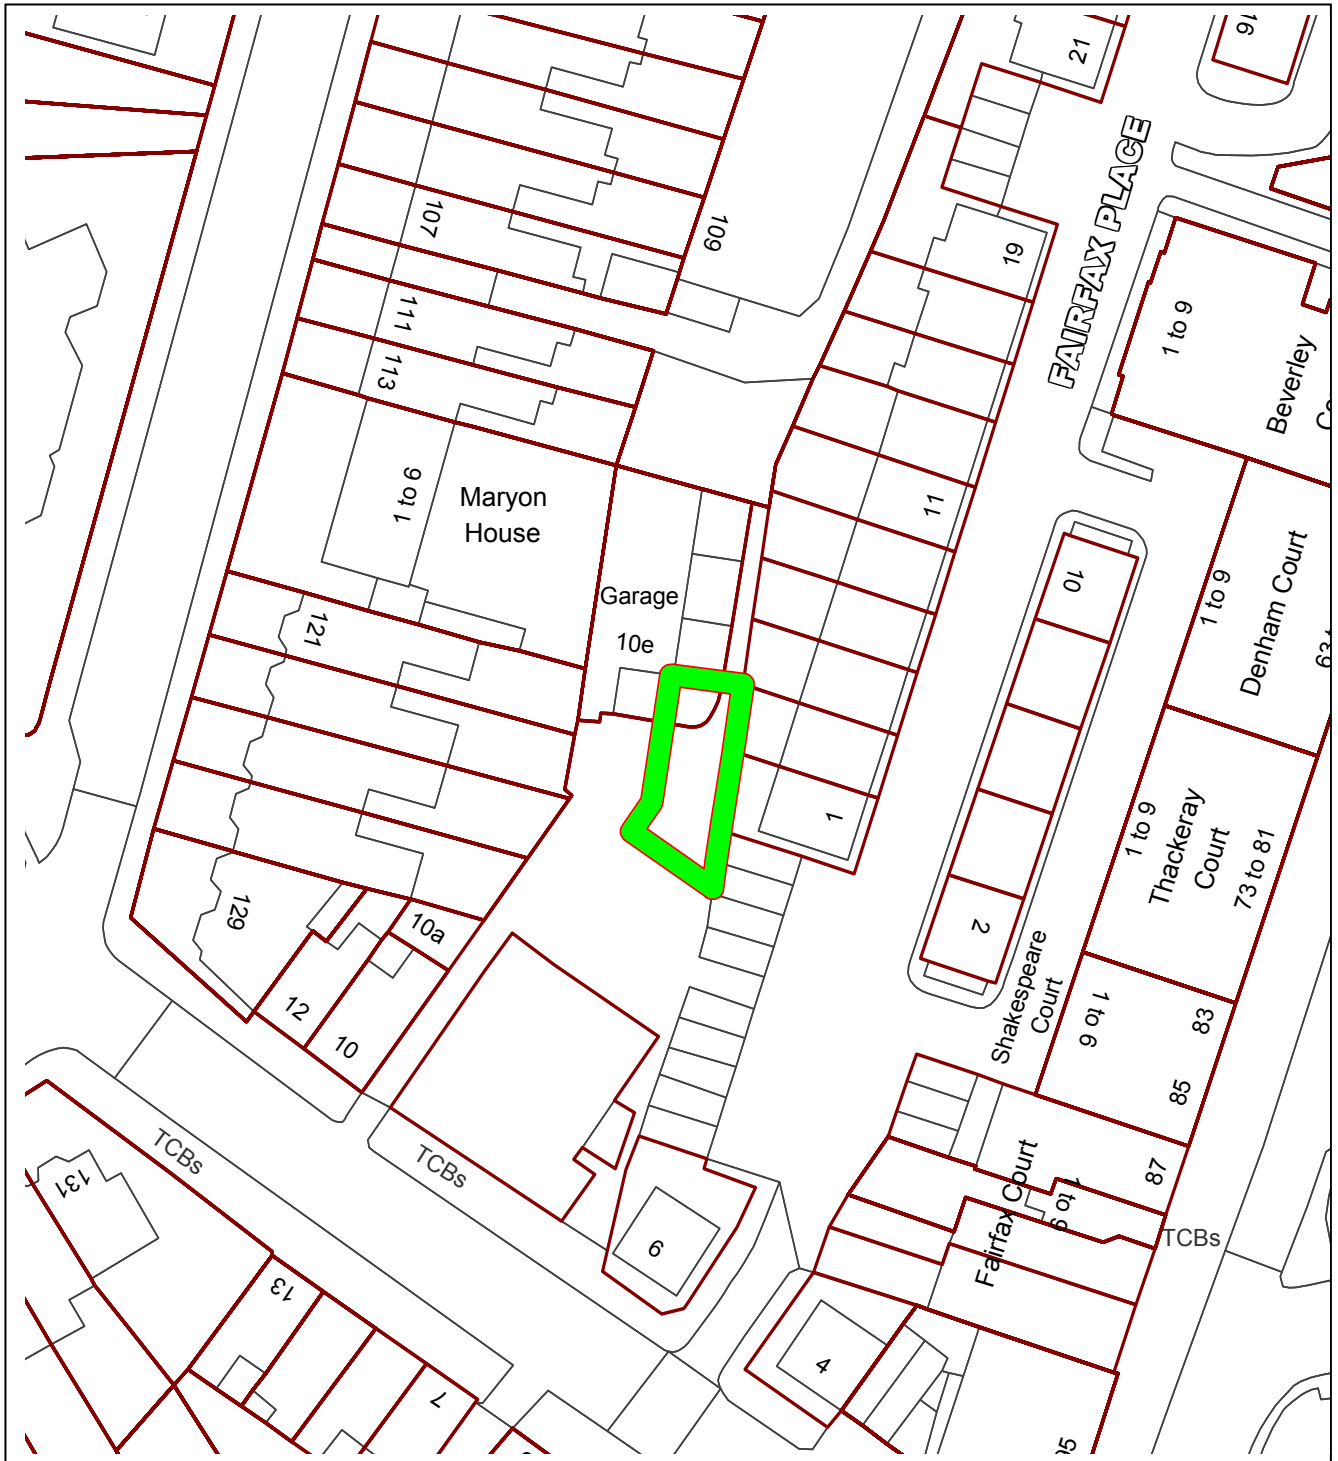 21
16
107
109
19
FAIRFAX PLACE
111
1 to 9
113
Beverley
9 to 1
Maryon
House
11
Denham Court
1 to 9
10
Garage
10e
121
1
1 to 9
Thackeray
Court
73 to 81
129
10a
2
Shakespeare
Court
12
10
1 to 6
83
85
TCBs
TCBs
131
87
Fairfax Court
1 to 9
TCBs
6
13
4
7